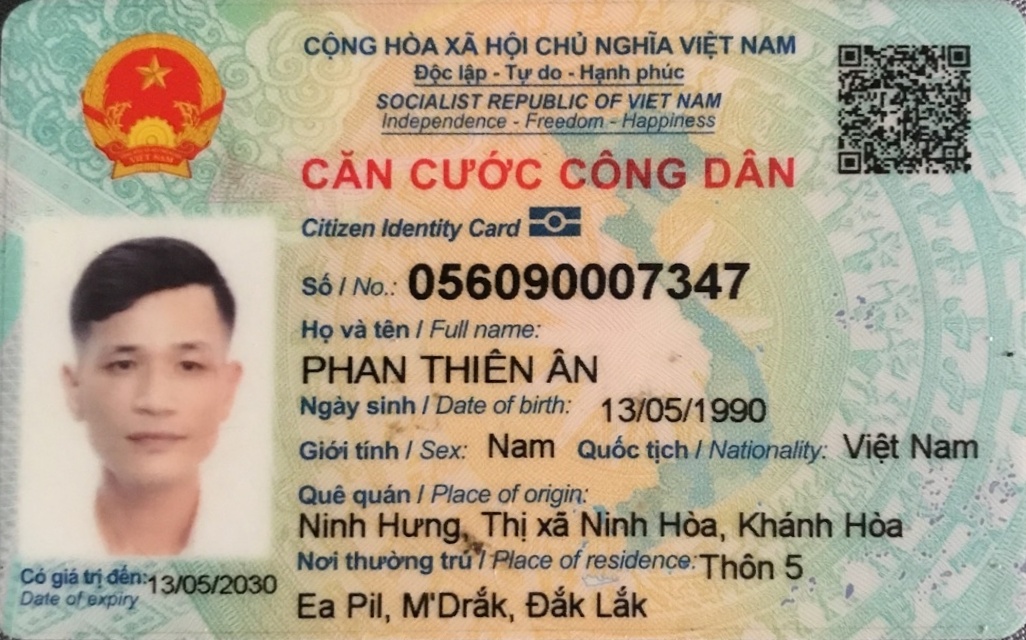 CỘNG HÒA XÃ HỘI CHỦ NGHĨA VIỆT NAM
Độc lập - Tự do - Hạnh phúc
SOCIALIST REPUBLIC OF VIET NAM
Independence - Freedom - Happiness
CĂN CƯỚC CÔNG DÂN
Citizen Identity Card
Số / No.: 056090007347
Họ và tên / Full name:
PHAN THIÊN ÂN
Ngày sinh / Date of birth: 13/05/1990
Giới tính / Sex: Nam Quốc tịch / Nationality: Việt Nam
Quê quán / Place of origin:
Ninh Hưng, Thị xã Ninh Hòa, Khánh Hòa
Nơi thường trú / Place of residence: Thôn 5
Ea Pil, M'Drắk, Đắk Lắk
Có giá trị đến: 13/05/2030
Date of expiry
VIỆT NAM